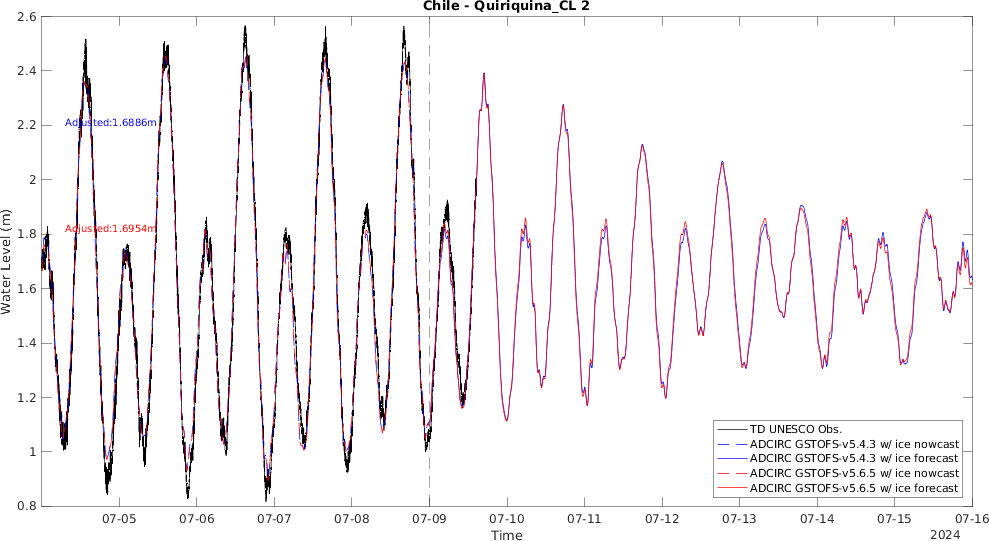 Chile - Quiriquina_CL 2
2.6
2.4
2.2
2
1.8
1.6
1.4
1.2
1
0.8
Water Level (m)
Adjusted:1.6886m
Adjusted:1.6954m
TD UNESCO Obs.
ADCIRC GSTOFS-v5.4.3 w/ ice nowcast
ADCIRC GSTOFS-v5.4.3 w/ ice forecast
ADCIRC GSTOFS-v5.6.5 w/ ice nowcast
ADCIRC GSTOFS-v5.6.5 w/ ice forecast
07-05 07-06 07-07 07-08 07-09 07-10 07-11 07-12 07-13 07-14 07-15 07-16
Time
2024